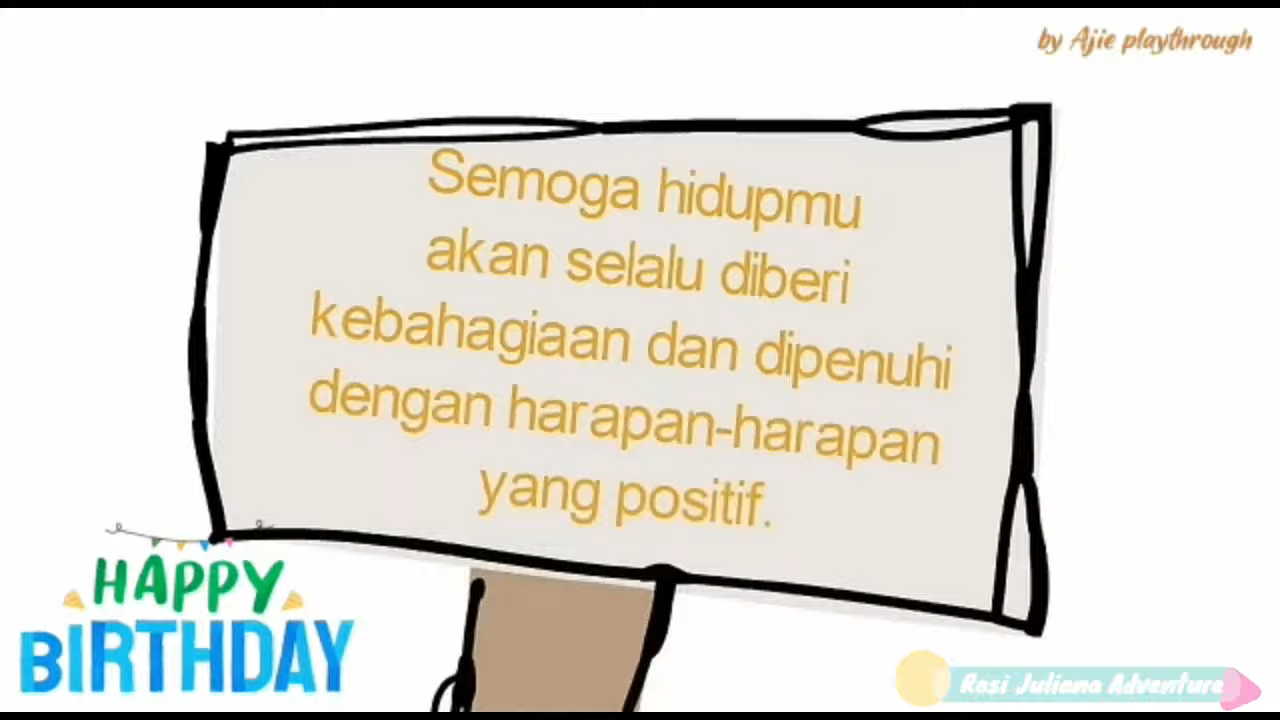 by Ajie playthrough
Semoga hidupmu
akan selalu diberi
kebahagiaan dan dipenuhi
dengan harapan-harapan
yang positif.
HAPPY
BIRTHDAY
Rosi Juliana Adventure